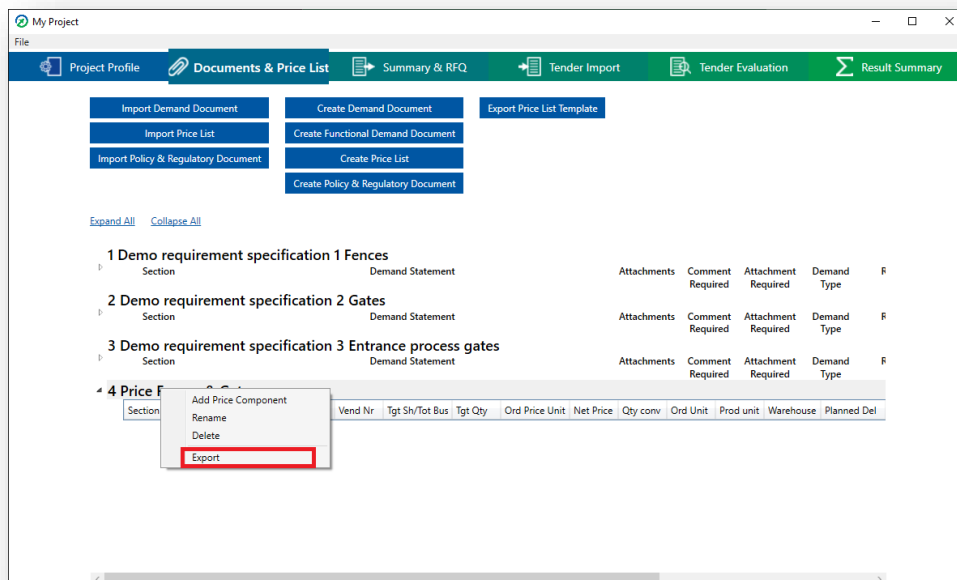 My Project
File
Project Profile Documents & Price List Summary & RFQ Tender Import Tender Evaluation Result Summary
Import Demand Document Create Demand Document Export Price List Template
Import Price List Create Functional Demand Document
Import Policy & Regulatory Document Create Price List
Create Policy & Regulatory Document
Expand All Collapse All
1 Demo requirement specification 1 Fences
Section Demand Statement Attachments Comment Required Attachment Required Demand Type R
2 Demo requirement specification 2 Gates
Section Demand Statement Attachments Comment Required Attachment Required Demand Type R
3 Demo requirement specification 3 Entrance process gates
Section Demand Statement Attachments Comment Required Attachment Required Demand Type R
4 Price
Section Vend Nr Tgt Sh/Tot Bus Tgt Qty Ord Price Unit Net Price Qty conv Ord Unit Prod unit Warehouse Planned Del
Add Price Component
Rename
Delete
Export